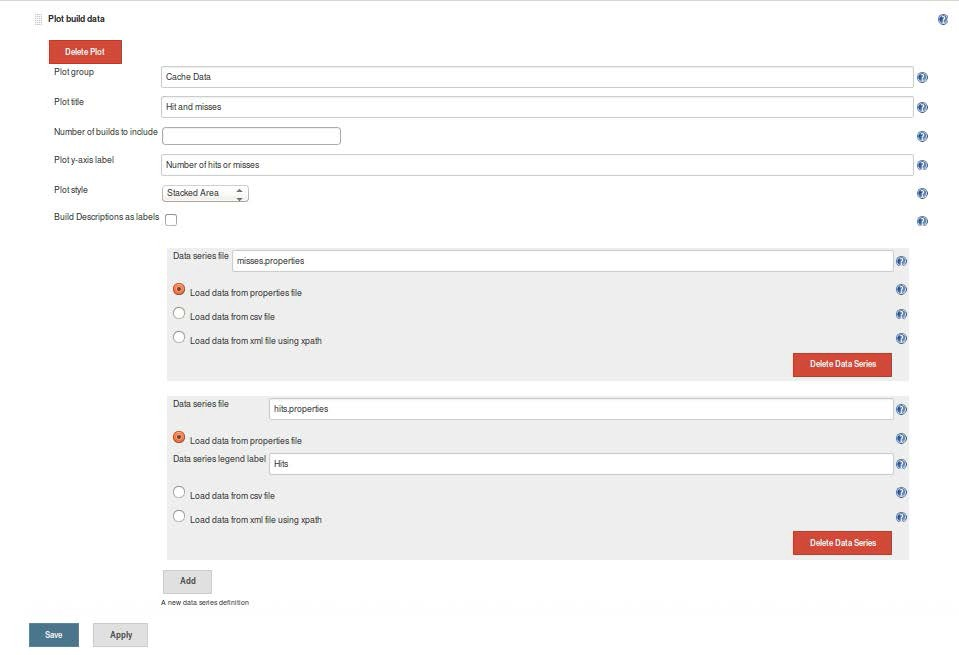 Plot build data
Delete Plot
Plot group
Cache Data
Plot title
Hit and misses
Number of builds to include
Plot y-axis label
Number of hits or misses
Plot style
Stacked Area
Build Descriptions as labels
Data series file
misses.properties
Load data from properties file
Load data from csv file
Load data from xml file using xpath
Delete Data Series
Data series file
hits.properties
Load data from properties file
Data series legend label
Hits
Load data from csv file
Load data from xml file using xpath
Delete Data Series
Add
A new data series definition
Save
Apply